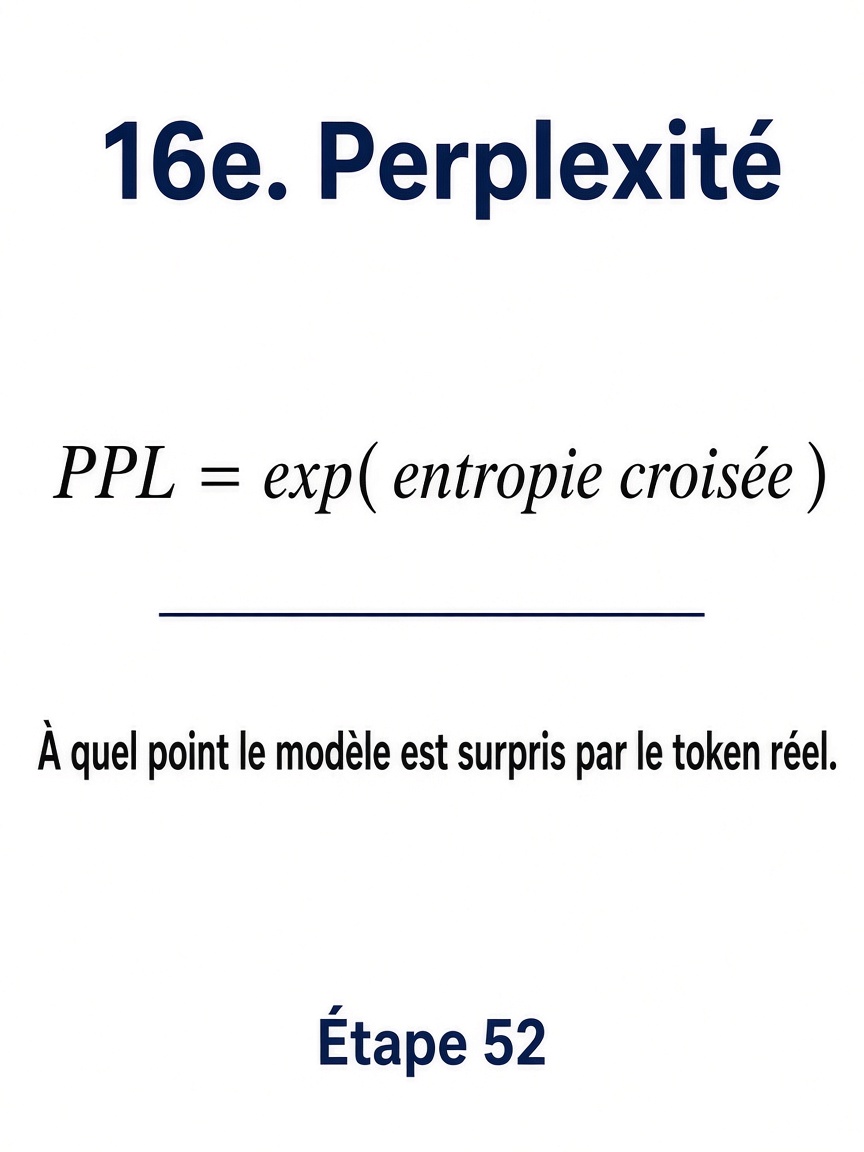 16e. Perplexité
PPL = exp( entropie croisée )
À quel point le modèle est surpris par le token réel.
Étape 52